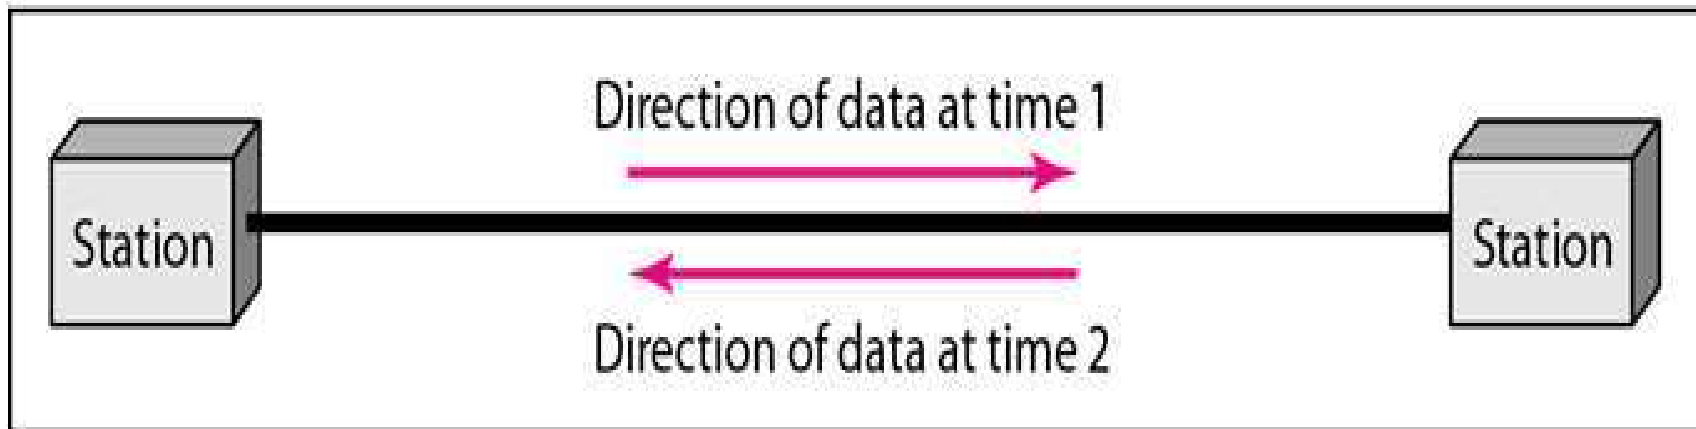 Direction of data at time 1
Station
Station
Direction of data at time 2